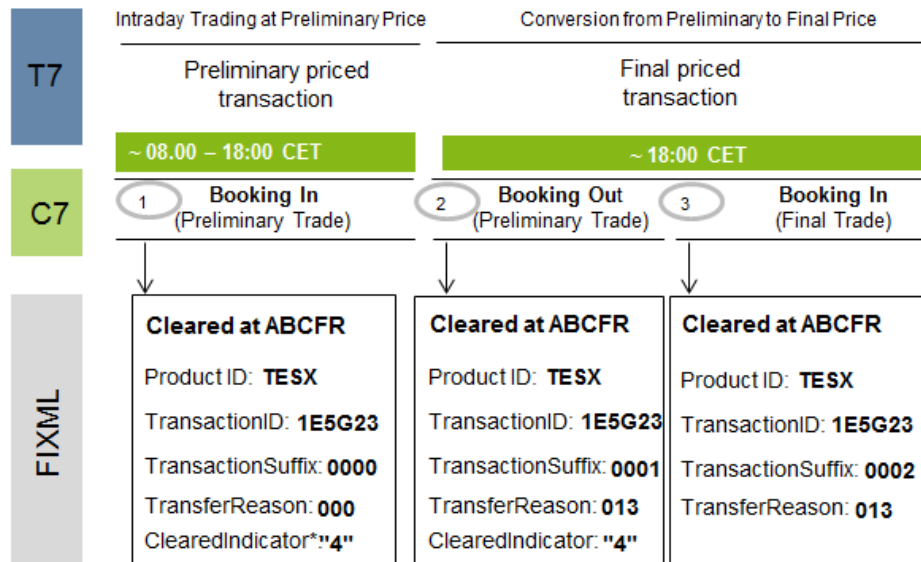 Intraday Trading at Preliminary Price
Conversion from Preliminary to Final Price
T7
Preliminary priced
transaction
Final priced
transaction
~ 08.00 – 18:00 CET
~ 18:00 CET
C7
1
Booking In
(Preliminary Trade)
2
Booking Out
(Preliminary Trade)
3
Booking In
(Final Trade)
FIXML
Cleared at ABCFR
Product ID: TESX
TransactionID: 1E5G23
TransactionSuffix: 0000
TransferReason: 000
ClearedIndicator*:"4"
Cleared at ABCFR
Product ID: TESX
TransactionID: 1E5G23
TransactionSuffix: 0001
TransferReason: 013
ClearedIndicator: "4"
Cleared at ABCFR
Product ID: TESX
TransactionID: 1E5G23
TransactionSuffix: 0002
TransferReason: 013